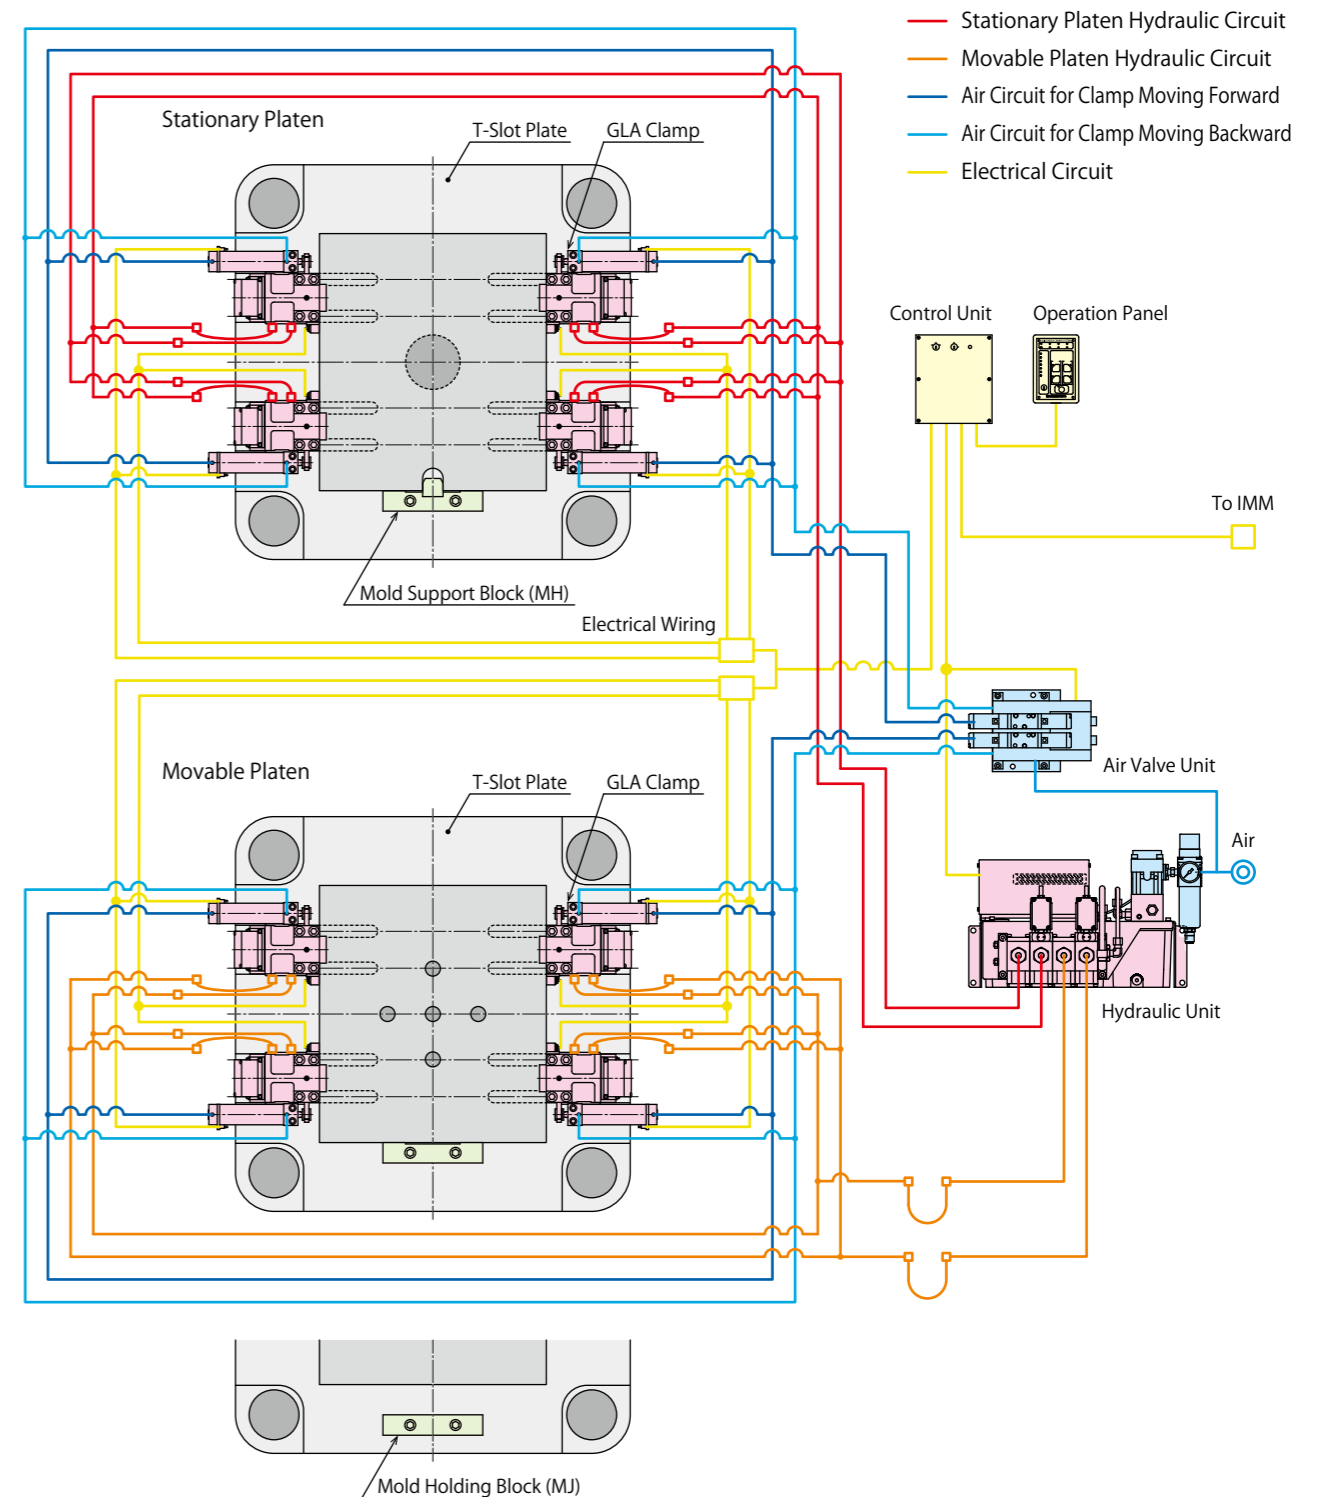 Stationary Platen Hydraulic Circuit
Movable Platen Hydraulic Circuit
Air Circuit for Clamp Moving Forward
Air Circuit for Clamp Moving Backward
Electrical Circuit
Stationary Platen
T-Slot Plate
GLA Clamp
Control Unit
Operation Panel
To IMM
Mold Support Block (MH)
Electrical Wiring
Air Valve Unit
Movable Platen
T-Slot Plate
GLA Clamp
Air
Hydraulic Unit
Mold Holding Block (MJ)